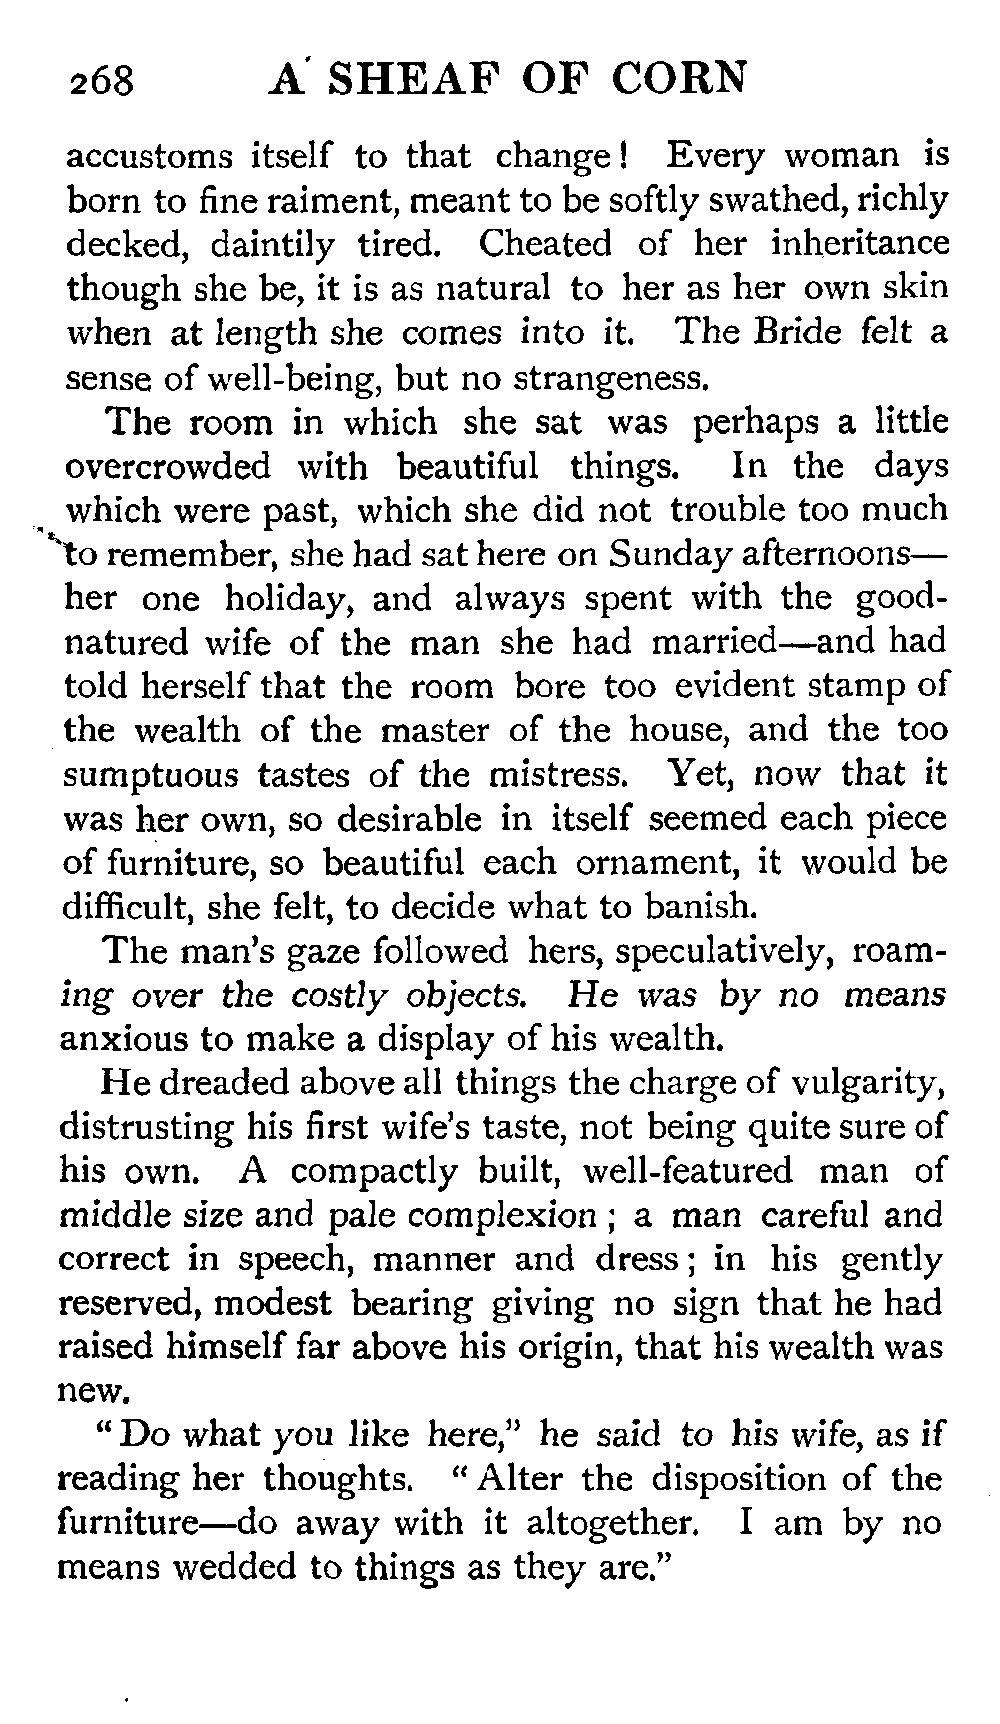 268 A SHEAF OF CORN
accustoms itself to that change! Every woman is
born to fine raiment, meant to be softly swathed, richly
decked, daintily tired. Cheated of her inheritance
though she be, it is as natural to her as her own skin
when at length she comes into it. The Bride felt a
sense of well-being, but no strangeness.
The room in which she sat was perhaps a little
overcrowded with beautiful things. In the days
which were past, which she did not trouble too much
to remember, she had sat here on Sunday afternoons—
her one holiday, and always spent with the good-
natured wife of the man she had married—and had
told herself that the room bore too evident stamp of
the wealth of the master of the house, and the too
sumptuous tastes of the mistress. Yet, now that it
was her own, so desirable in itself seemed each piece
of furniture, so beautiful each ornament, it would be
difficult, she felt, to decide what to banish.
The man's gaze followed hers, speculatively, roam-
ing over the costly objects. He was by no means
anxious to make a display of his wealth.
He dreaded above all things the charge of vulgarity,
distrusting his first wife's taste, not being quite sure of
his own. A compactly built, well-featured man of
middle size and pale complexion; a man careful and
correct in speech, manner and dress; in his gently
reserved, modest bearing giving no sign that he had
raised himself far above his origin, that his wealth was
new.
"Do what you like here," he said to his wife, as if
reading her thoughts. "Alter the disposition of the
furniture—do away with it altogether. I am by no
means wedded to things as they are."